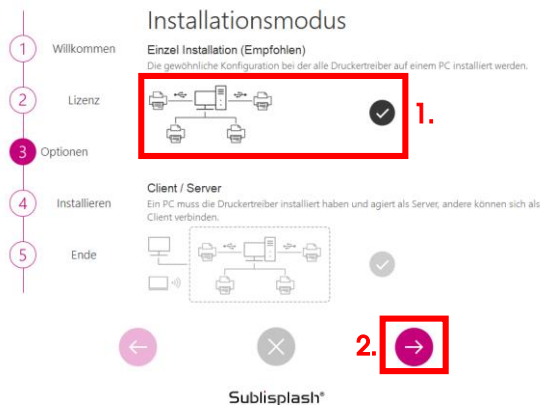 Installationsmodus
1 Willkommen
Einzel Installation (Empfohlen)
Die gewöhnliche Konfiguration bei der alle Druckertreiber auf einem PC installiert werden.
2 Lizenz
1.
3 Optionen
4 Installieren
Client / Server
Ein PC muss die Druckertreiber installiert haben und agiert als Server, andere können sich als
Client verbinden.
5 Ende
2.
Sublisplash®